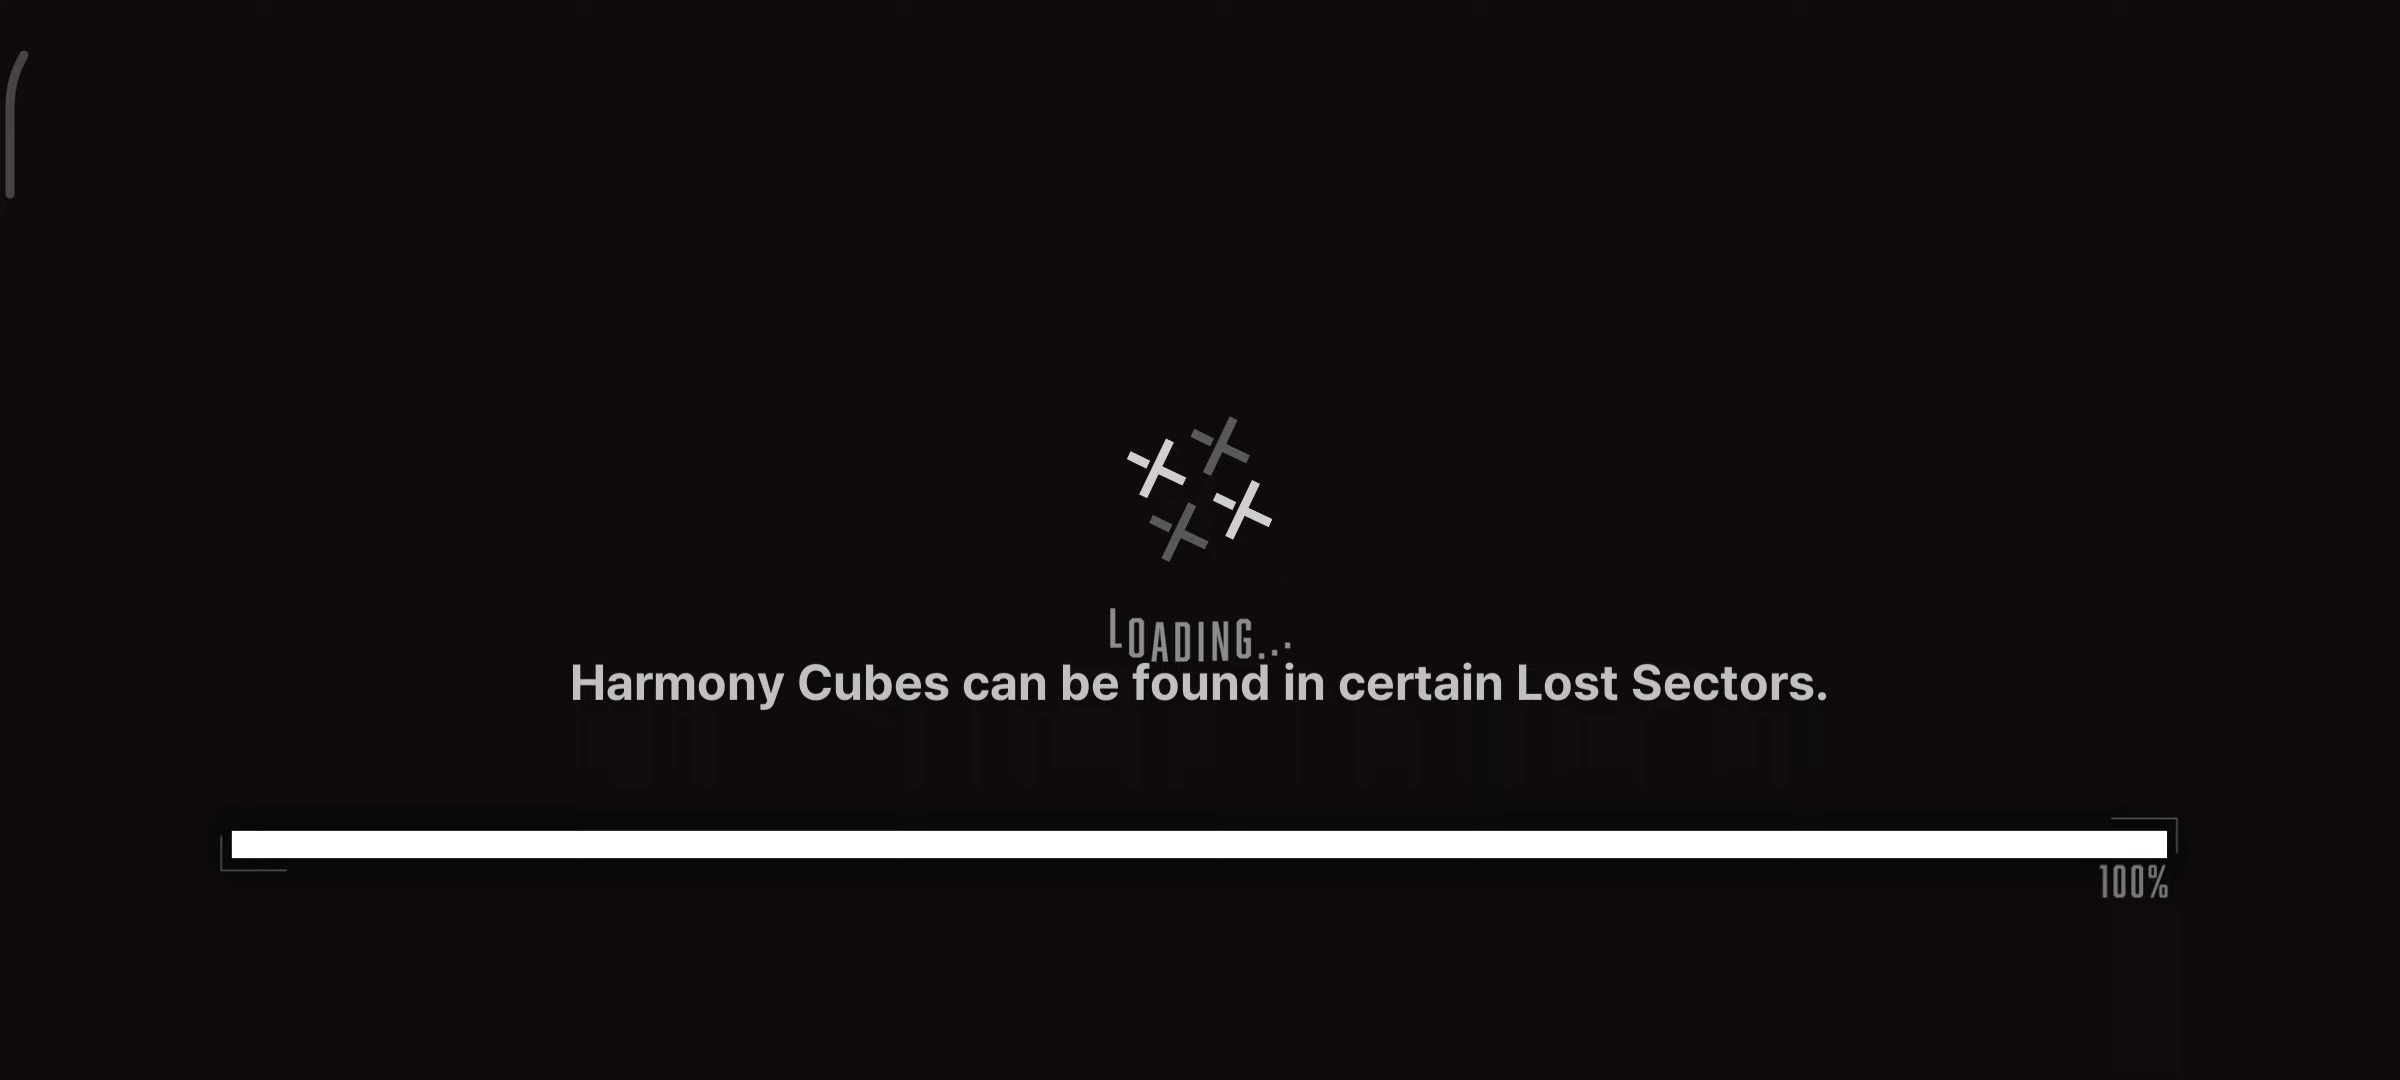 LOADING...
Harmony Cubes can be found in certain Lost Sectors.
100%